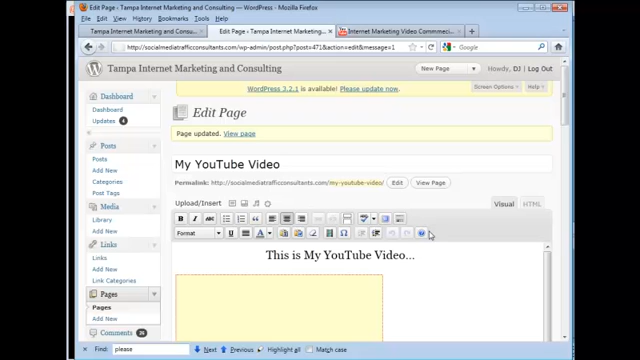 Edit Page ‹ Tampa Internet Marketing and Consulting — WordPress - Mozilla Firefox
File Edit View History Bookmarks Tools Help
Tampa Internet Marketing and Consulti...
Edit Page ‹ Tampa Internet Marketing ...
Internet Marketing Video Commmeci...
http://socialmediatrafficconsultants.com/wp-admin/post.php?post=471&action=edit&message=1
Google
Tampa Internet Marketing and Consulting
New Page
Howdy, DJ | Log Out
WordPress 3.2.1 is available! Please update now.
Screen Options
Help
Dashboard
Dashboard
Updates 4
Posts
Posts
Add New
Categories
Post Tags
Media
Library
Add New
Links
Links
Add New
Link Categories
Pages
Pages
Add New
Comments
Edit Page
Page updated. View page
My YouTube Video
Permalink: http://socialmediatrafficconsultants.com/my-youtube-video/ Edit View Page
Upload/Insert
Visual HTML
B I ABC
Format U A
This is My YouTube Video...
Find: please Next Previous Highlight all Match case